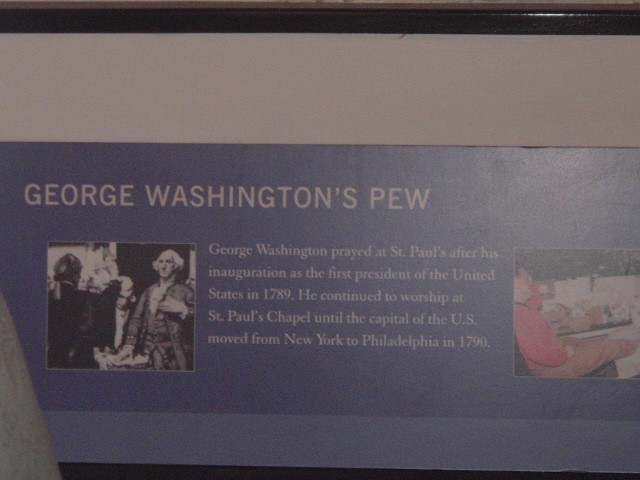 GEORGE WASHINGTON'S PEW
George Washington prayed at St. Paul's after his
inauguration as the first president of the United
States in 1789. He continued to worship at
St. Paul's Chapel until the capital of the U.S.
moved from New York to Philadelphia in 1790.